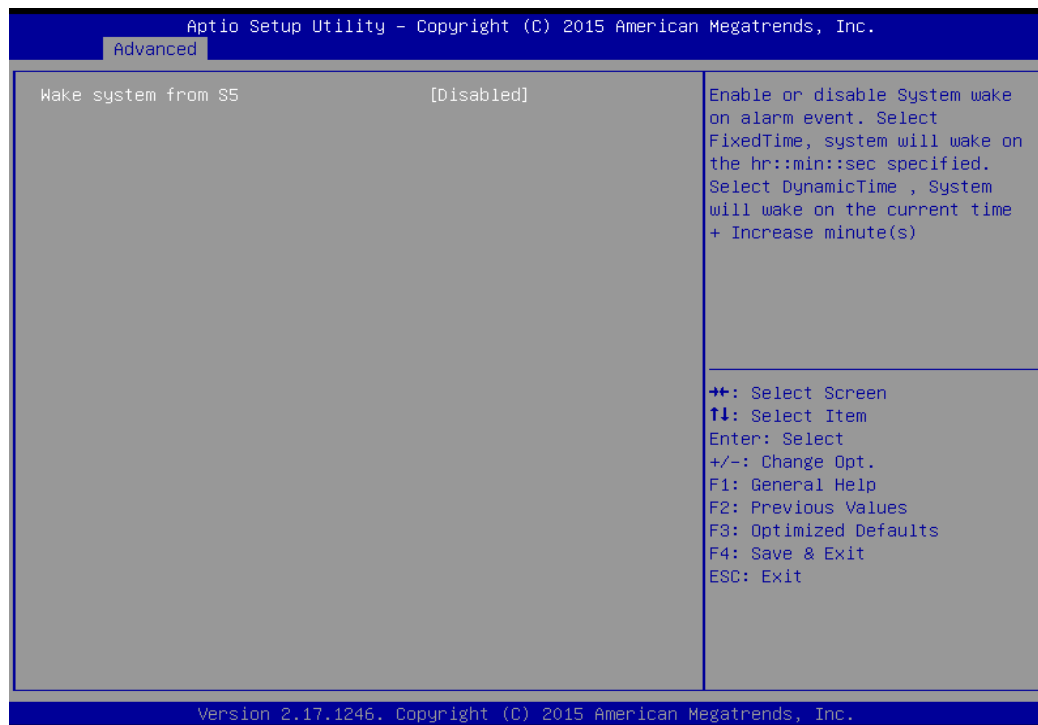 Aptio Setup Utility – Copyright (C) 2015 American Megatrends, Inc.
Advanced
Wake system from S5 [Disabled]
Enable or disable System wake
on alarm event. Select
FixedTime, system will wake on
the hr::min::sec specified.
Select DynamicTime , System
will wake on the current time
+ Increase minute(s)
→←: Select Screen
↑↓: Select Item
Enter: Select
+/-: Change Opt.
F1: General Help
F2: Previous Values
F3: Optimized Defaults
F4: Save & Exit
ESC: Exit
Version 2.17.1246. Copyright (C) 2015 American Megatrends, Inc.